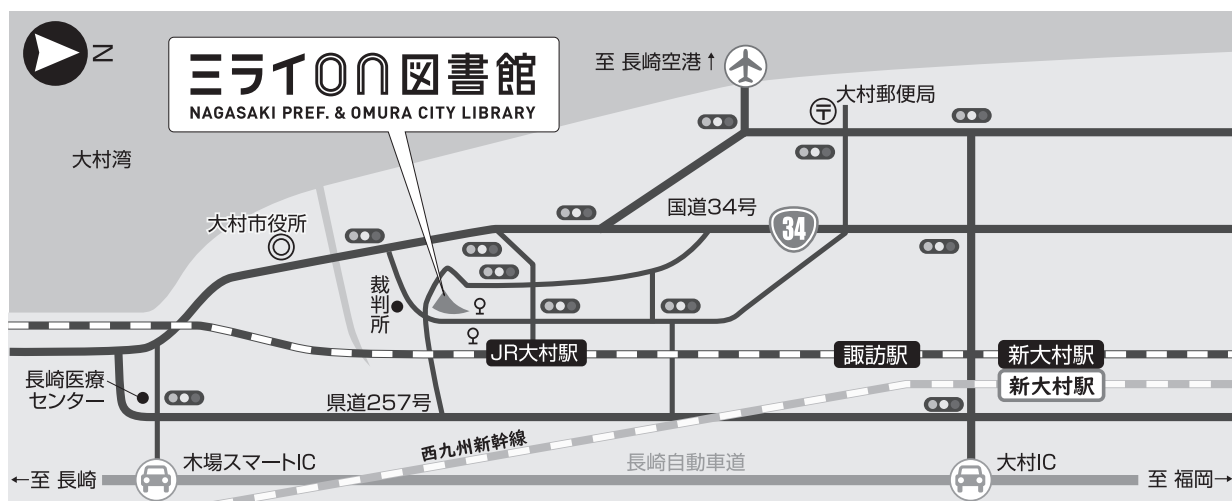 N
ミライon図書館
NAGASAKI PREF. & OMURA CITY LIBRARY
至 長崎空港↑
大村郵便局
大村湾
国道34号
34
大村市役所
裁判所
JR大村駅
諏訪駅
新大村駅
新大村駅
長崎医療
センター
県道257号
西九州新幹線
木場スマートIC
長崎自動車道
大村IC
←至 長崎
至 福岡→